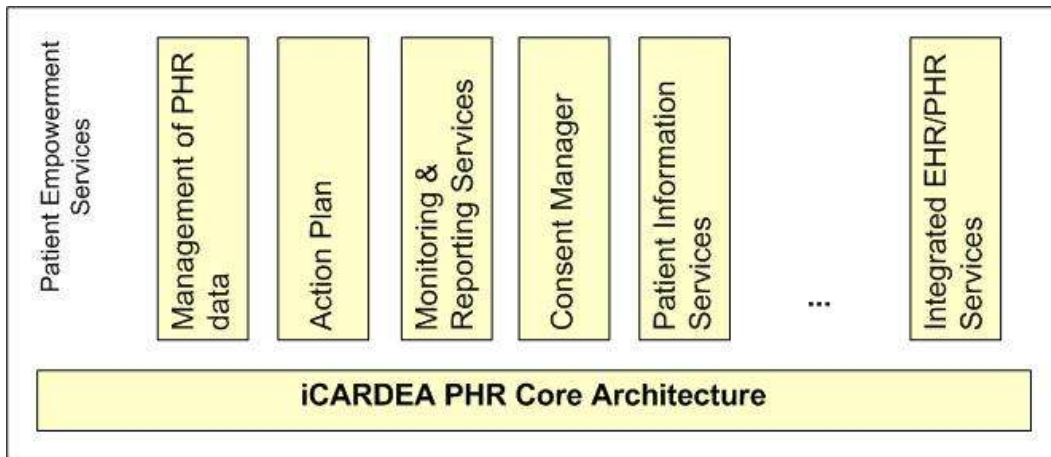 Patient Empowerment
Services
Management of PHR
data
Action Plan
Monitoring &
Reporting Services
Consent Manager
Patient Information
Services
...
Integrated EHR/PHR
Services
iCARDEA PHR Core Architecture